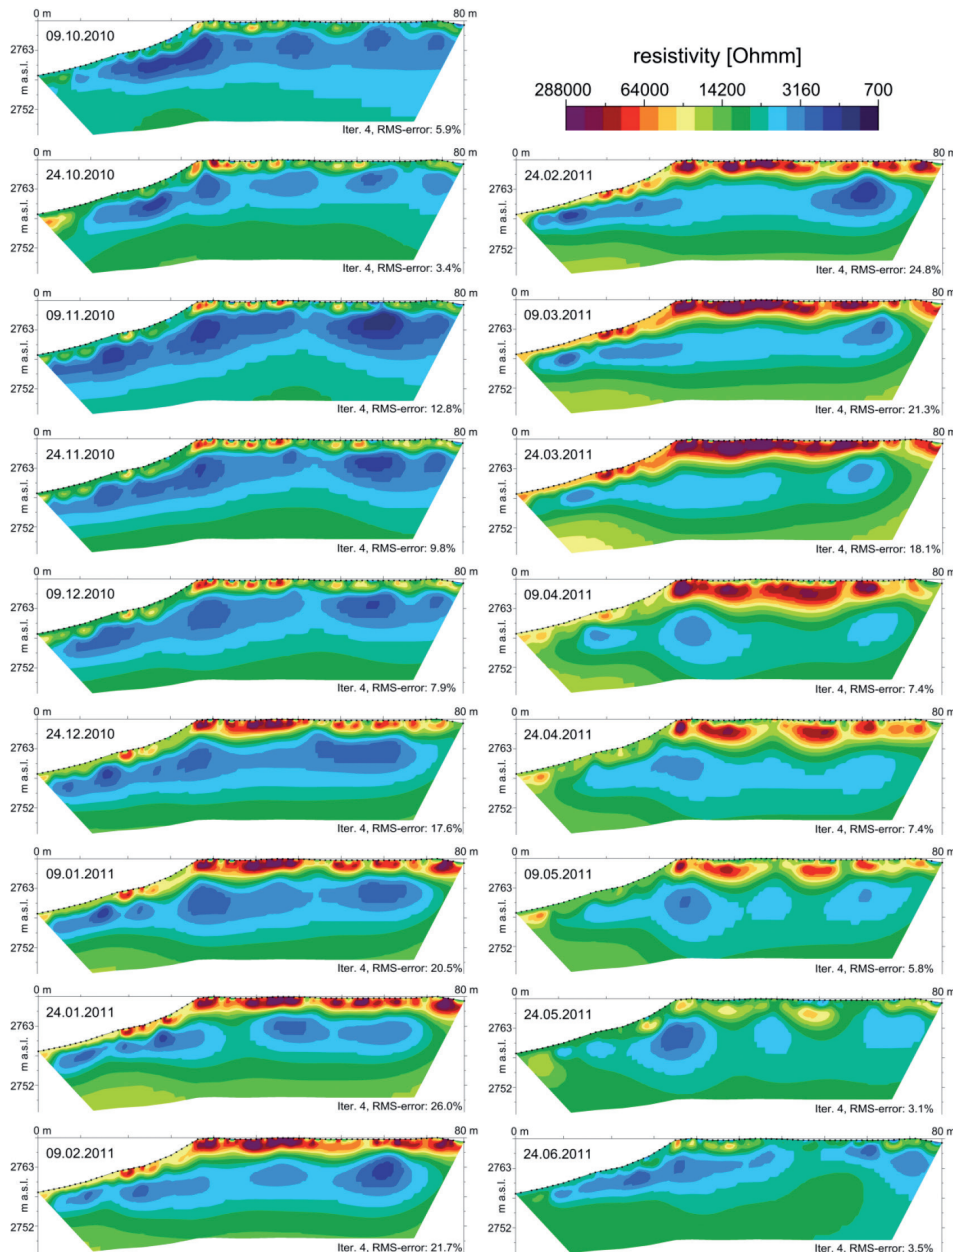 0 m 80 m
09.10.2010
2763
m a.s.l.
2752
Iter. 4, RMS-error: 5.9%
0 m 80 m
24.10.2010
2763
m a.s.l.
2752
Iter. 4, RMS-error: 3.4%
0 m 80 m
09.11.2010
2763
m a.s.l.
2752
Iter. 4, RMS-error: 12.8%
0 m 80 m
24.11.2010
2763
m a.s.l.
2752
Iter. 4, RMS-error: 9.8%
0 m 80 m
09.12.2010
2763
m a.s.l.
2752
Iter. 4, RMS-error: 7.9%
0 m 80 m
24.12.2010
2763
m a.s.l.
2752
Iter. 4, RMS-error: 17.6%
0 m 80 m
09.01.2011
2763
m a.s.l.
2752
Iter. 4, RMS-error: 20.5%
0 m 80 m
24.01.2011
2763
m a.s.l.
2752
Iter. 4, RMS-error: 26.0%
0 m 80 m
09.02.2011
2763
m a.s.l.
2752
Iter. 4, RMS-error: 21.7%
resistivity [Ohmm]
288000 64000 14200 3160 700
0 m 80 m
24.02.2011
2763
m a.s.l.
2752
Iter. 4, RMS-error: 24.8%
0 m 80 m
09.03.2011
2763
m a.s.l.
2752
Iter. 4, RMS-error: 21.3%
0 m 80 m
24.03.2011
2763
m a.s.l.
2752
Iter. 4, RMS-error: 18.1%
0 m 80 m
09.04.2011
2763
m a.s.l.
2752
Iter. 4, RMS-error: 7.4%
0 m 80 m
24.04.2011
2763
m a.s.l.
2752
Iter. 4, RMS-error: 7.4%
0 m 80 m
09.05.2011
2763
m a.s.l.
2752
Iter. 4, RMS-error: 5.8%
0 m 80 m
24.05.2011
2763
m a.s.l.
2752
Iter. 4, RMS-error: 3.1%
0 m 80 m
24.06.2011
2763
m a.s.l.
2752
Iter. 4, RMS-error: 3.5%